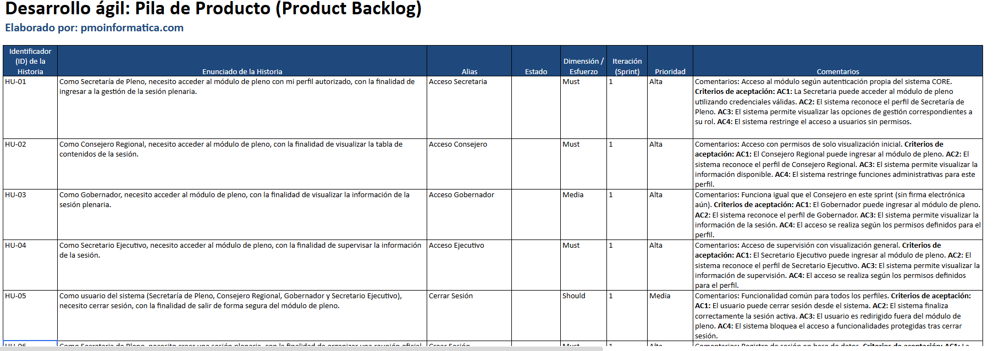 Desarrollo ágil: Pila de Producto (Product Backlog)
Elaborado por: pmoinformatica.com
Identificador
(ID) de la
Historia
Enunciado de la Historia
Alias
Estado
Dimensión /
Esfuerzo
Iteración
(Sprint)
Prioridad
Comentarios
HU-01
Como Secretaría de Pleno, necesito acceder al módulo de pleno con mi perfil autorizado, con la finalidad de
ingresar a la gestión de la sesión plenaria.
Acceso Secretaria
Must
1
Alta
Comentarios: Acceso al módulo según autenticación propia del sistema CORE.
Criterios de aceptación: AC1: La Secretaria puede acceder al módulo de pleno
utilizando credenciales válidas. AC2: El sistema reconoce el perfil de Secretaría de
Pleno. AC3: El sistema permite visualizar las opciones de gestión correspondientes a
su rol. AC4: El sistema restringe el acceso a usuarios sin permisos.
HU-02
Como Consejero Regional, necesito acceder al módulo de pleno, con la finalidad de visualizar la tabla de
contenidos de la sesión.
Acceso Consejero
Must
1
Alta
Comentarios: Acceso con permisos de solo visualización inicial. Criterios de
aceptación: AC1: El Consejero Regional puede ingresar al módulo de pleno. AC2: El
sistema reconoce el perfil de Consejero Regional. AC3: El sistema permite visualizar la
información disponible. AC4: El sistema restringe funciones administrativas para este
perfil.
HU-03
Como Gobernador, necesito acceder al módulo de pleno, con la finalidad de visualizar la información de la
sesión plenaria.
Acceso Gobernador
Media
1
Alta
Comentarios: Funciona igual que el Consejero en este sprint (sin firma electrónica
aún). Criterios de aceptación: AC1: El Gobernador puede ingresar al módulo de pleno.
AC2: El sistema reconoce el perfil de Gobernador. AC3: El sistema permite visualizar la
información de la sesión. AC4: El acceso se realiza según los permisos definidos para el
perfil.
HU-04
Como Secretario Ejecutivo, necesito acceder al módulo de pleno, con la finalidad de supervisar la información
de la sesión.
Acceso Ejecutivo
Must
1
Alta
Comentarios: Acceso de supervisión con visualización general. Criterios de
aceptación: AC1: El Secretario Ejecutivo puede ingresar al módulo de pleno. AC2: El
sistema reconoce el perfil de Secretario Ejecutivo. AC3: El sistema permite visualizar la
información de supervisión. AC4: El acceso se realiza según los permisos definidos
para el perfil.
HU-05
Como usuario del sistema (Secretaría de Pleno, Consejero Regional, Gobernador y Secretario Ejecutivo),
necesito cerrar sesión, con la finalidad de salir de forma segura del módulo de pleno.
Cerrar Sesión
Should
1
Media
Comentarios: Funcionalidad común para todos los perfiles. Criterios de aceptación:
AC1: El usuario puede cerrar sesión desde el sistema. AC2: El sistema finaliza
correctamente la sesión activa. AC3: El usuario es redirigido fuera del módulo de
pleno. AC4: El sistema bloquea el acceso a funcionalidades protegidas tras cerrar
sesión.
HU-06
Como Secretaria de Pleno, necesito crear una sesión plenaria, con la finalidad de organizar una reunión oficial
Crear Sesión
Must
1
Alta
Comentarios: Registro de sesión en base de datos. Criterios de aceptación: AC1: La